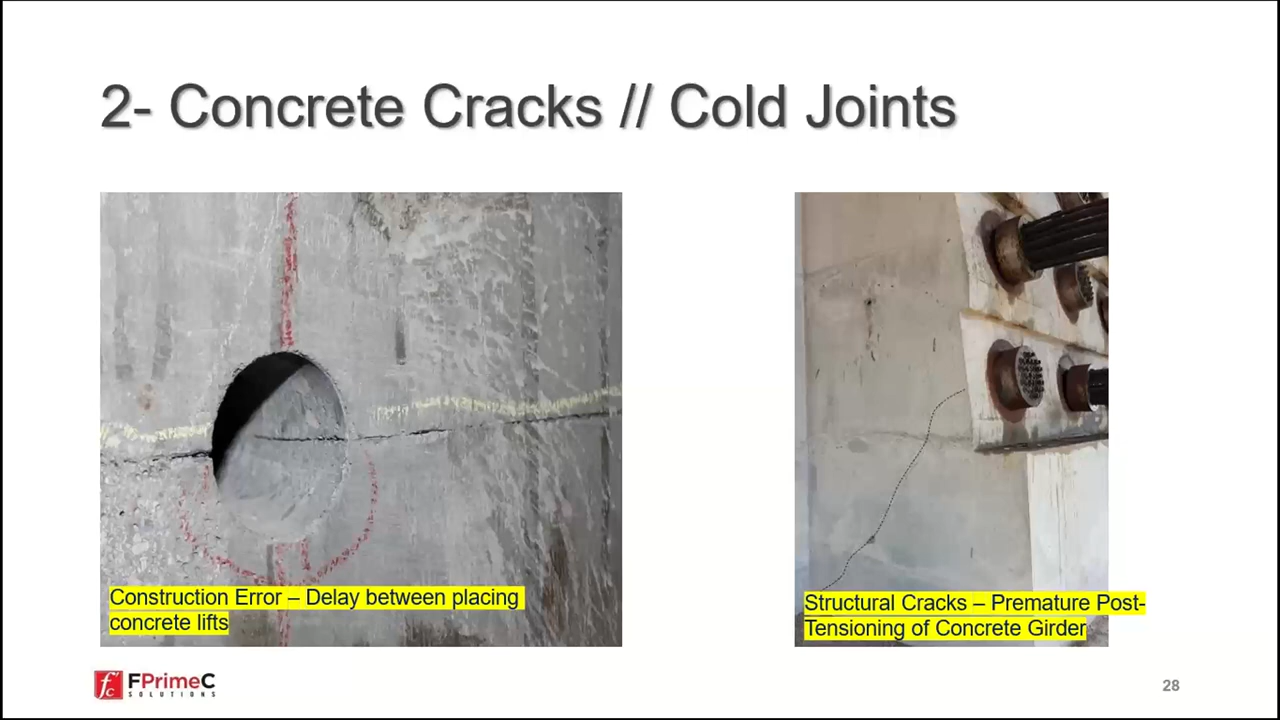 2- Concrete Cracks // Cold Joints
Construction Error – Delay between placing
concrete lifts
Structural Cracks – Premature Post-
Tensioning of Concrete Girder
f'c FPrimeC
SOLUTIONS
28